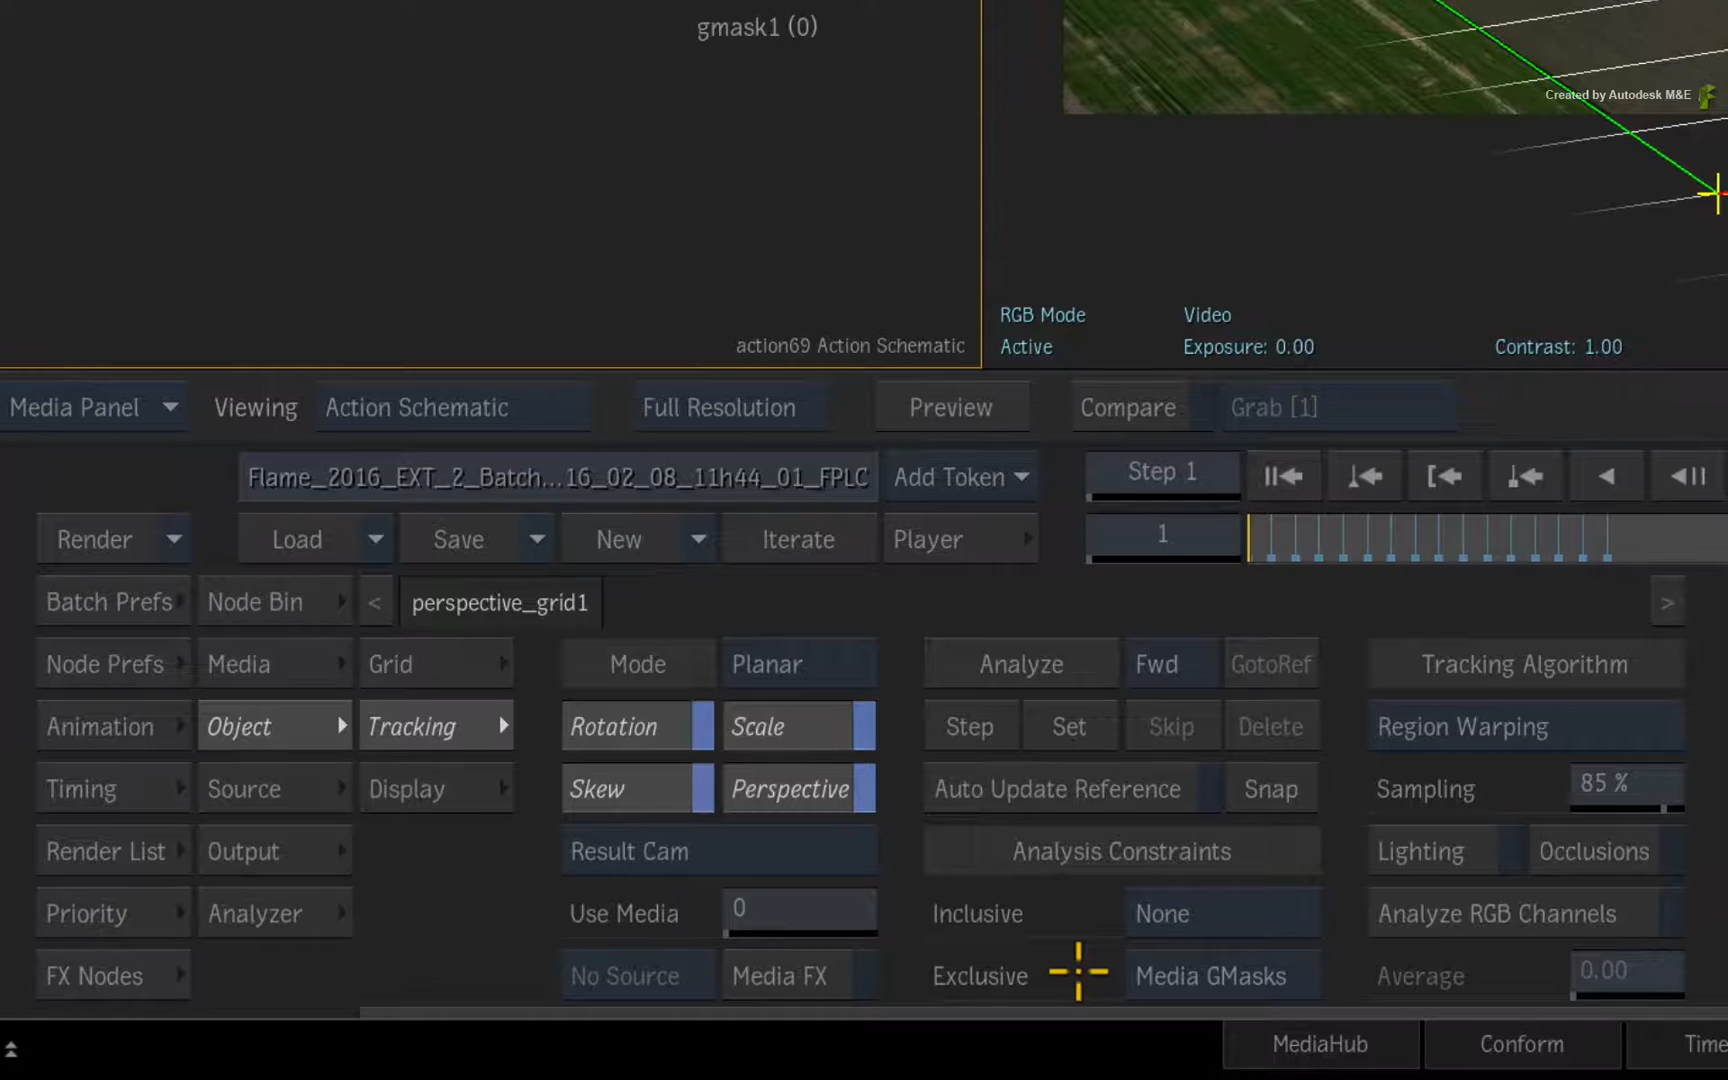 gmask1 (0)
Created by Autodesk M&E
action69 Action Schematic
RGB Mode Video
Active Exposure: 0.00 Contrast: 1.00
Media Panel Viewing Action Schematic Full Resolution Preview Compare Grab [1]
Flame_2016_EXT_2_Batch...16_02_08_11h44_01_FPLC Add Token Step 1
Render Load Save New Iterate Player 1
Batch Prefs Node Bin < perspective_grid1 >
Node Prefs Media Grid Mode Planar Analyze Fwd GotoRef Tracking Algorithm
Animation Object Tracking Rotation Scale Step Set Skip Delete Region Warping
Timing Source Display Skew Perspective Auto Update Reference Snap Sampling 85 %
Render List Output Result Cam Analysis Constraints Lighting Occlusions
Priority Analyzer Use Media 0 Inclusive None Analyze RGB Channels
FX Nodes No Source Media FX Exclusive Media GMasks Average 0.00
MediaHub Conform Time